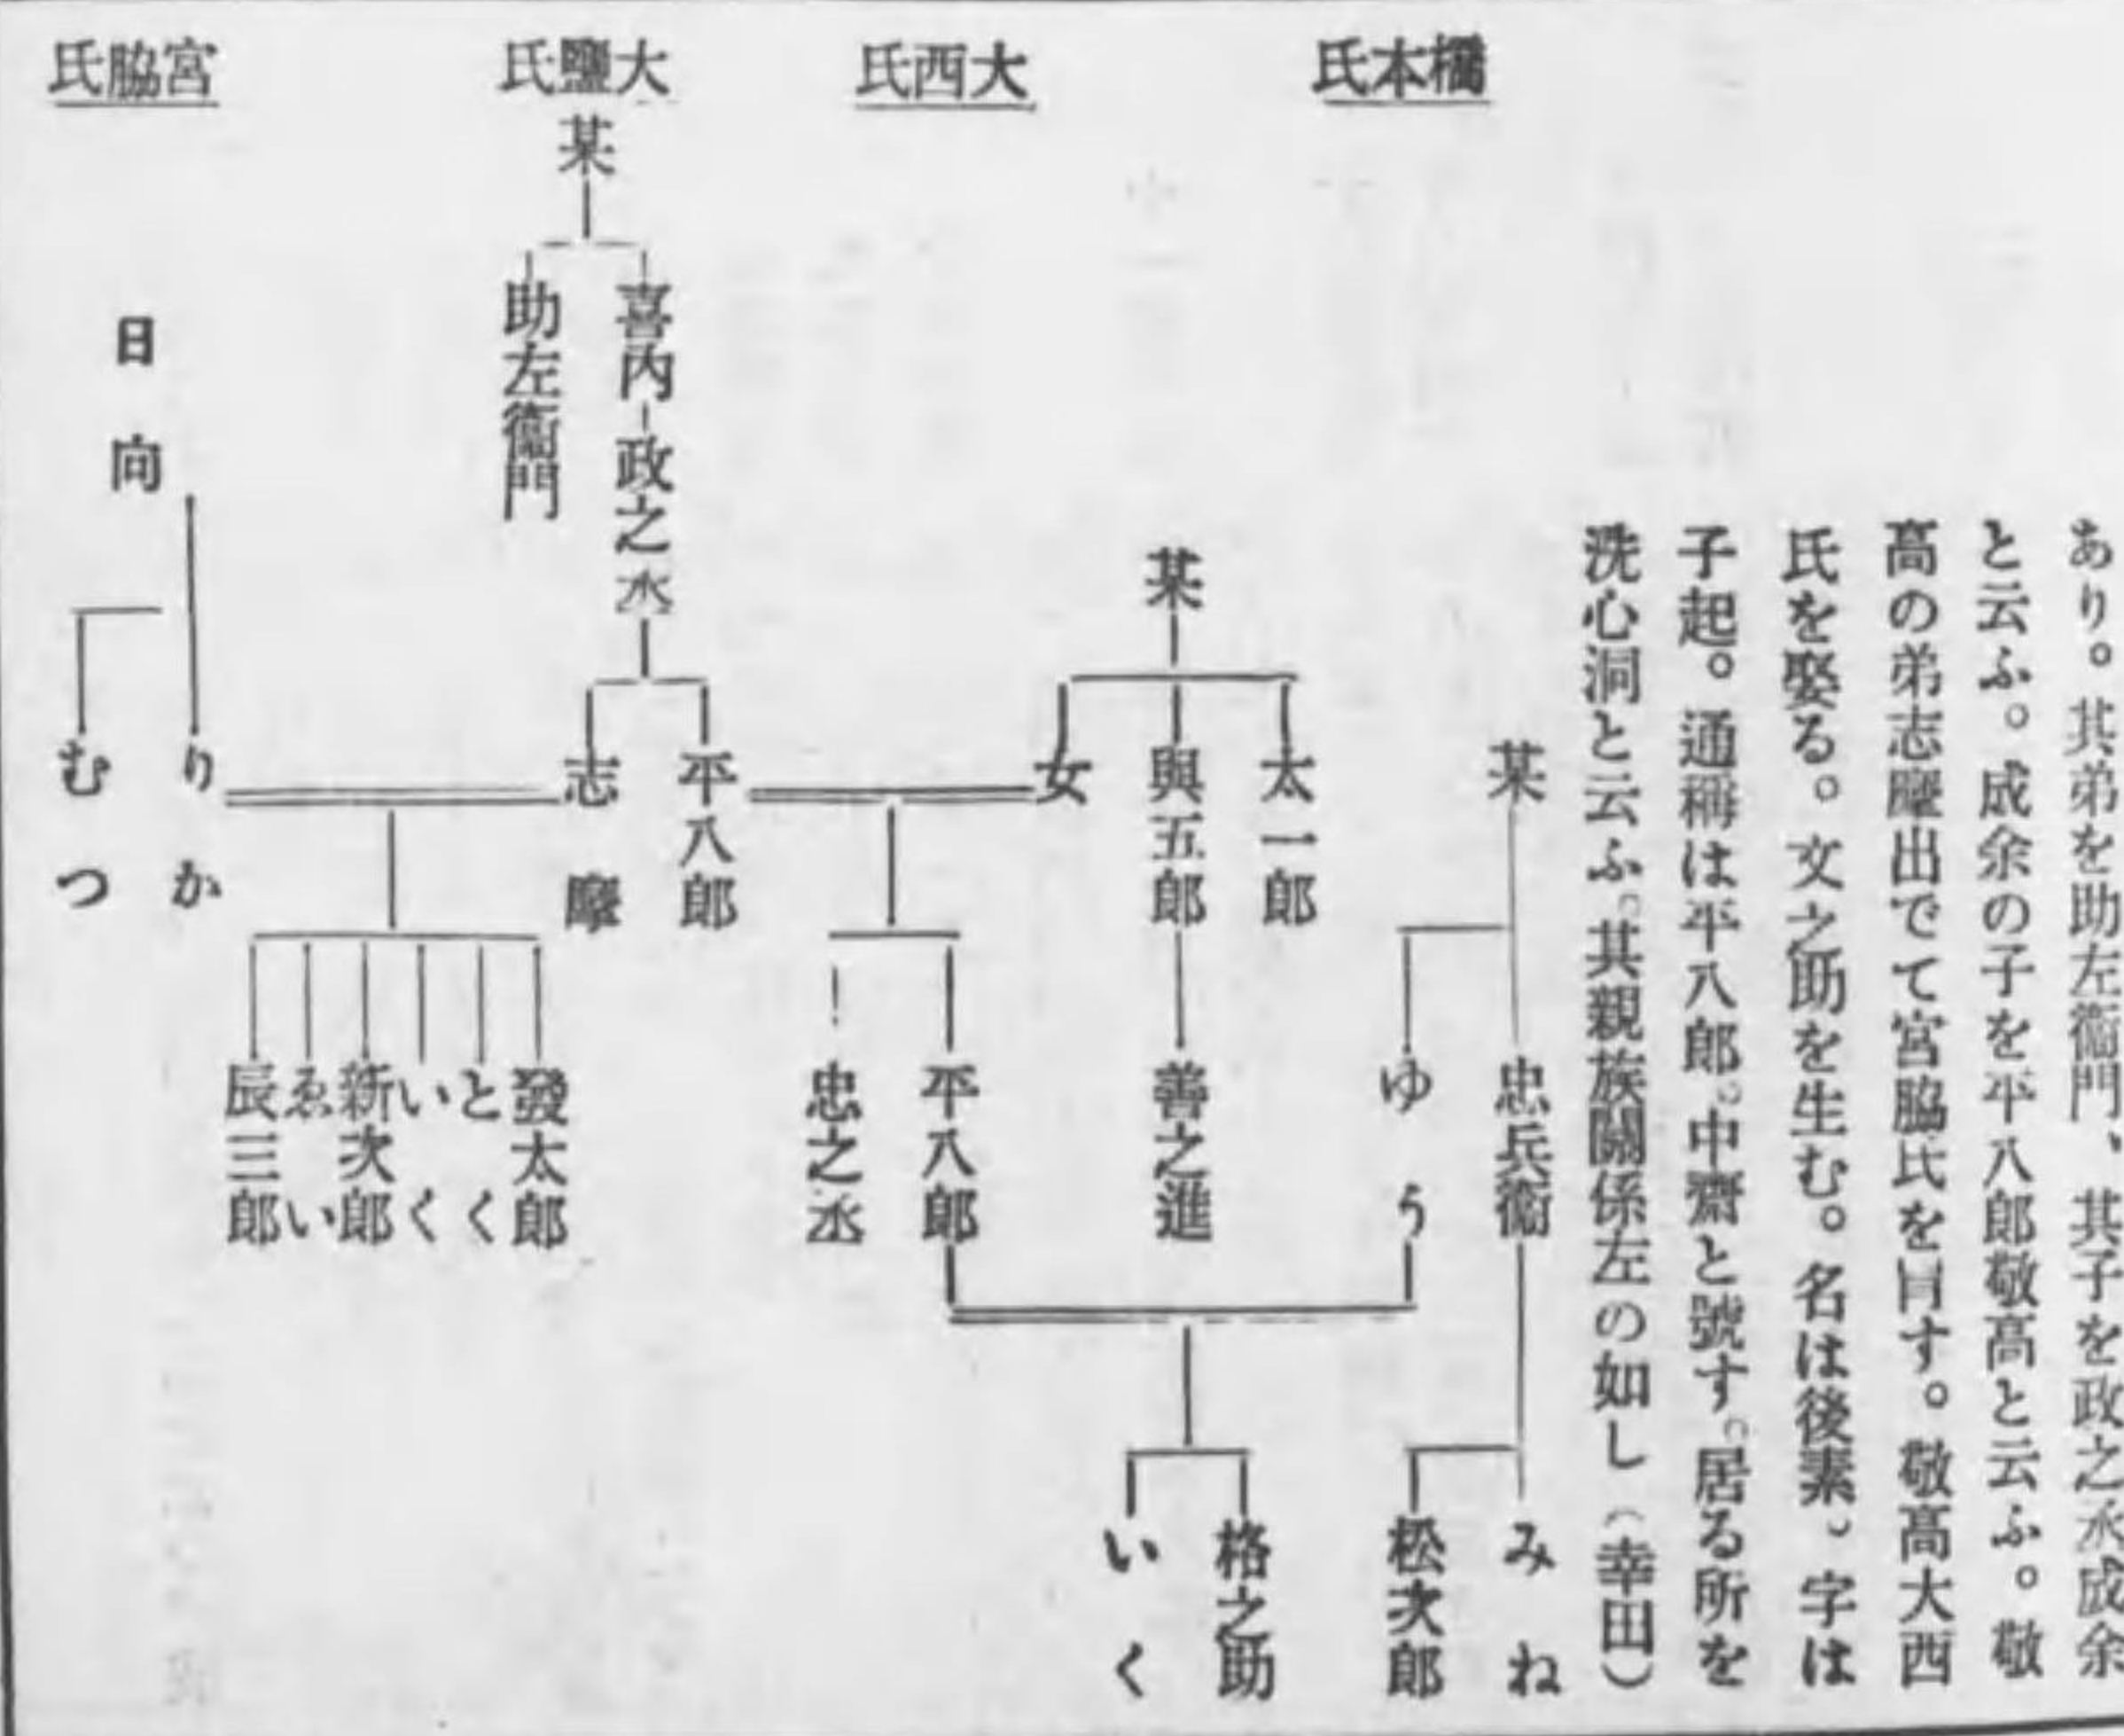 あり。其弟を助左衞門、其子を政之丞成余
と云ふ。成余の子を平八郎敬高と云ふ。敬
高の弟志摩出でて宮脇氏を冒す。敬高大西
氏を娶る。文之助を生む。名は後素。字は
子起。通稱は平八郎。中齋と號す。居る所を
洗心洞と云ふ。其親族關係左の如し(幸田)
橋本氏
某
忠兵衞
ゆう
みね
松次郎
大西氏
某
太一郎
與五郎
女
善之進
大鹽氏
某
喜內
政之丞
助左衞門
平八郎
志摩
平八郎
忠之丞
格之助
いく
宮脇氏
日向
りか
むつ
發太郎
とく
いく
新次郎
ゑい
辰三郎